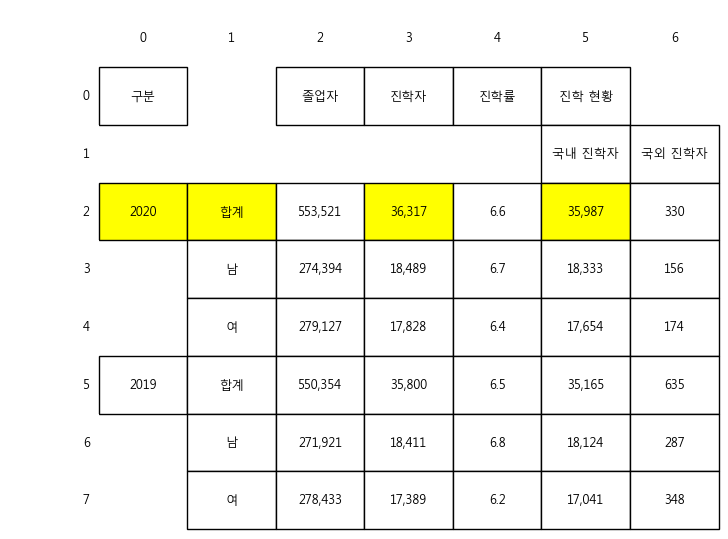 0 1 2 3 4 5 6
0 구분 졸업자 진학자 진학률 진학 현황
1 국내 진학자 국외 진학자
2 2020 합계 553,521 36,317 6.6 35,987 330
3 남 274,394 18,489 6.7 18,333 156
4 여 279,127 17,828 6.4 17,654 174
5 2019 합계 550,354 35,800 6.5 35,165 635
6 남 271,921 18,411 6.8 18,124 287
7 여 278,433 17,389 6.2 17,041 348